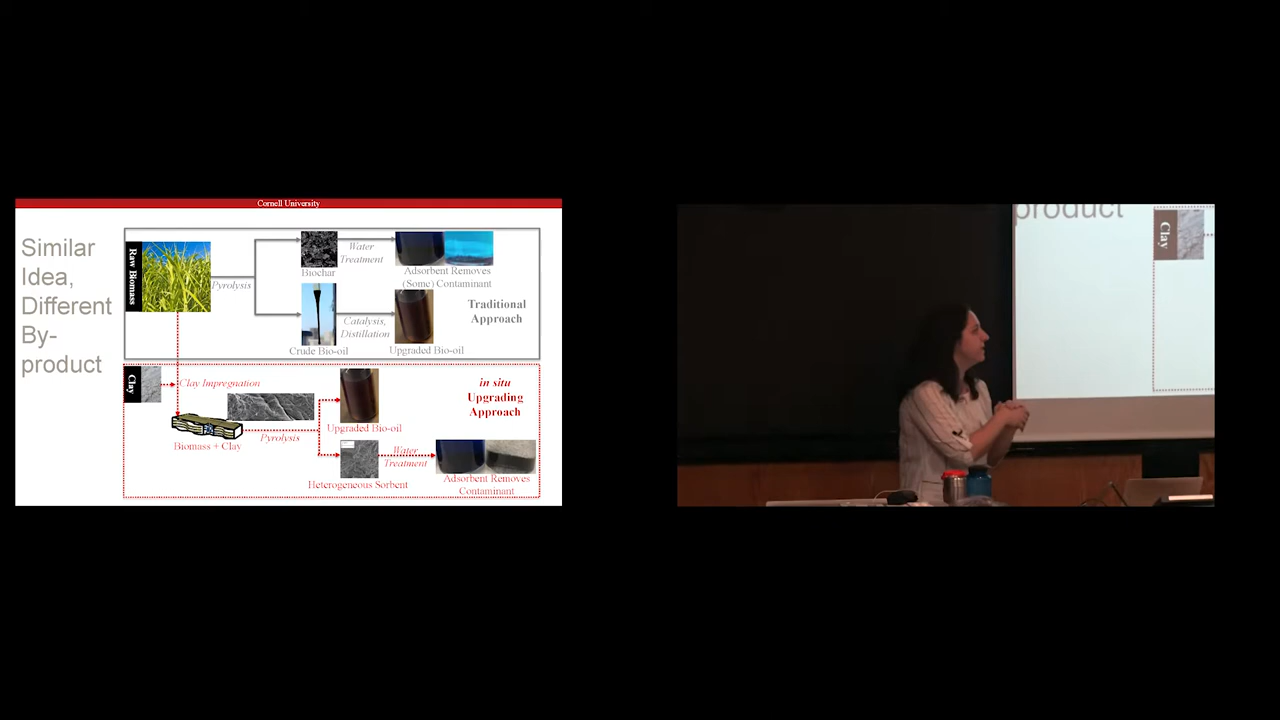 Cornell University
Similar
Idea,
Different
By-
product
Raw Biomass
Pyrolysis
Biochar
Water
Treatment
Adsorbent Removes
(Some) Contaminant
Crude Bio-oil
Catalysis,
Distillation
Upgraded Bio-oil
Traditional
Approach
Clay
Clay Impregnation
Biomass + Clay
Pyrolysis
Upgraded Bio-oil
Heterogeneous Sorbent
Water
Treatment
Adsorbent Removes
Contaminant
in situ
Upgrading
Approach
product
Clay